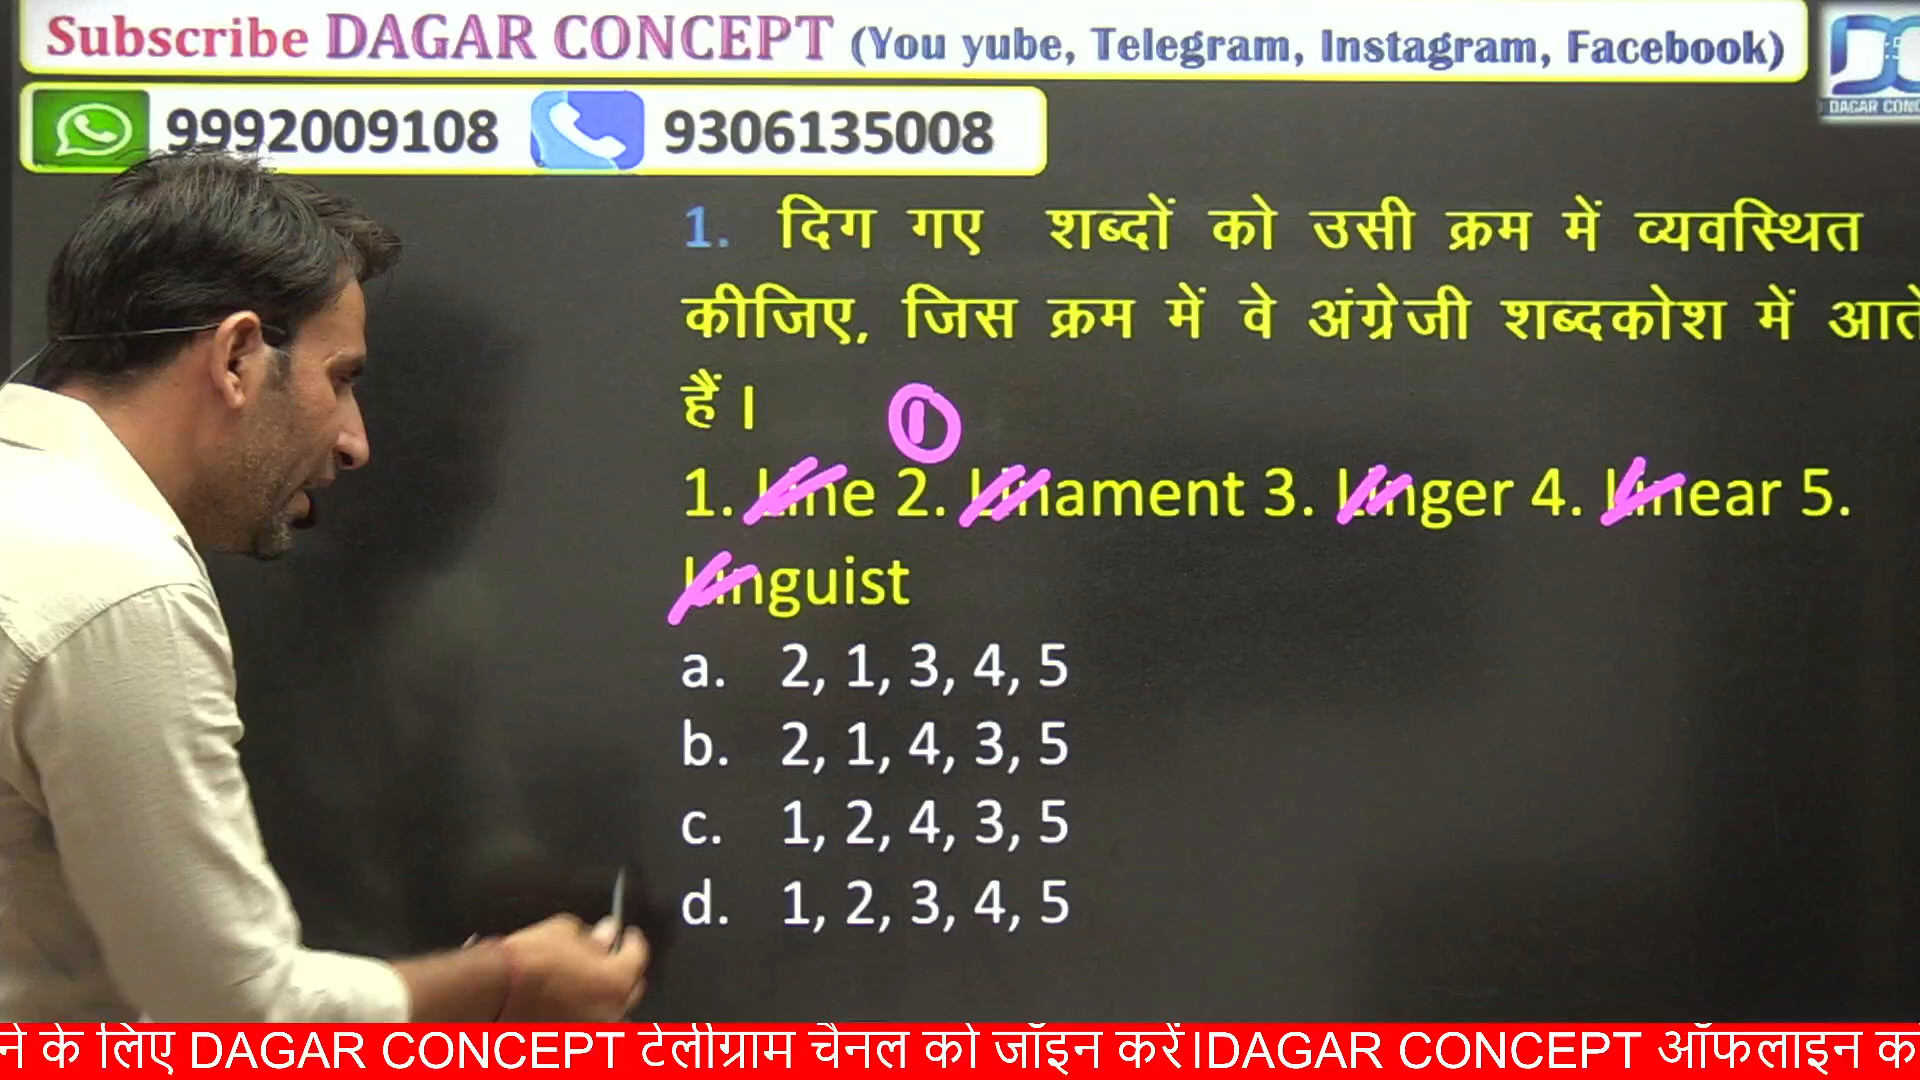 Subscribe DAGAR CONCEPT (You yube, Telegram, Instagram, Facebook)
DAGAR CONC
9992009108 9306135008
1. दिग गए शब्दों को उसी क्रम में व्यवस्थित
कीजिए, जिस क्रम में वे अंग्रेजी शब्दकोश में आते
हैं।
1
1. Line 2. Linament 3. Linger 4. Linear 5.
Linguist
a. 2, 1, 3, 4, 5
b. 2, 1, 4, 3, 5
c. 1, 2, 4, 3, 5
d. 1, 2, 3, 4, 5
ने के लिए DAGAR CONCEPT टेलीग्राम चैनल को जॉइन करें।DAGAR CONCEPT ऑफलाइन क